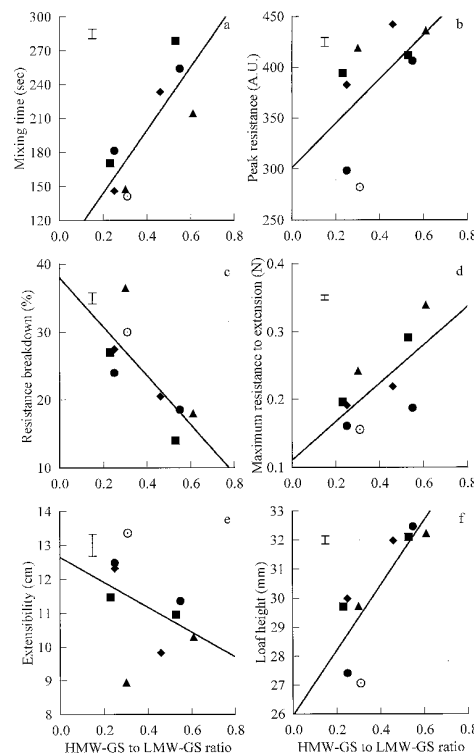 Mixing time (sec)
300
270
240
210
180
150
120
a
0.0 0.2 0.4 0.6 0.8
Peak resistance (A.U.)
450
400
350
300
250
b
0.0 0.2 0.4 0.6 0.8
Resistance breakdown (%)
40
30
20
10
c
0.0 0.2 0.4 0.6 0.8
Maximum resistance to extension (N)
0.4
0.3
0.2
0.1
d
0.0 0.2 0.4 0.6 0.8
Extensibility (cm)
14
13
12
11
10
9
8
e
0.0 0.2 0.4 0.6 0.8
HMW-GS to LMW-GS ratio
Loaf height (mm)
33
32
31
30
29
28
27
26
f
0.0 0.2 0.4 0.6 0.8
HMW-GS to LMW-GS ratio